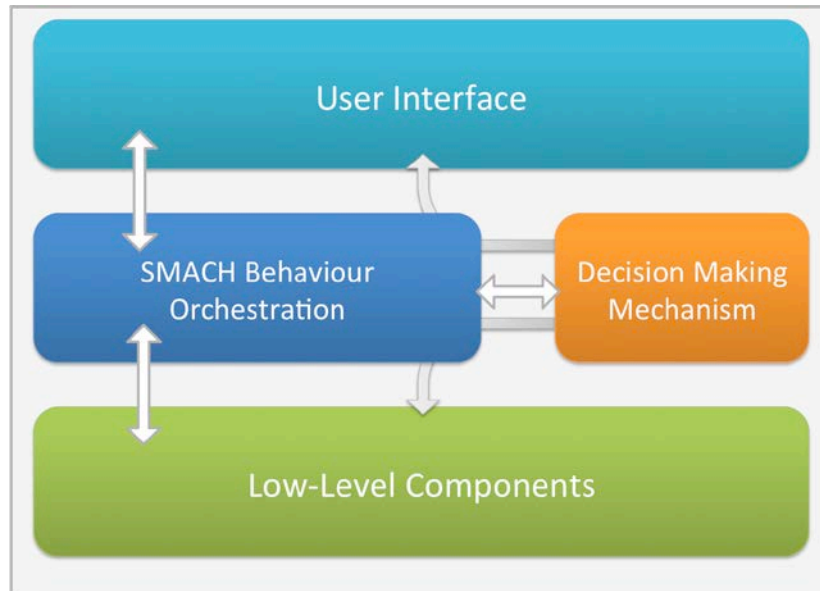 User Interface
SMACH Behaviour
Orchestration
Decision Making
Mechanism
Low-Level Components